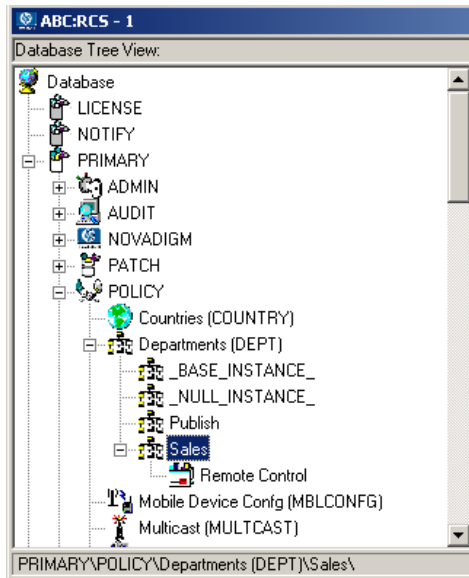 ABC:RCS - 1
Database Tree View:
Database
LICENSE
NOTIFY
PRIMARY
ADMIN
AUDIT
NOVADIGM
PATCH
POLICY
Countries (COUNTRY)
Departments (DEPT)
_BASE_INSTANCE_
_NULL_INSTANCE_
Publish
Sales
Remote Control
Mobile Device Confg (MBLCONFG)
Multicast (MULTCAST)
PRIMARY\POLICY\Departments (DEPT)\Sales\